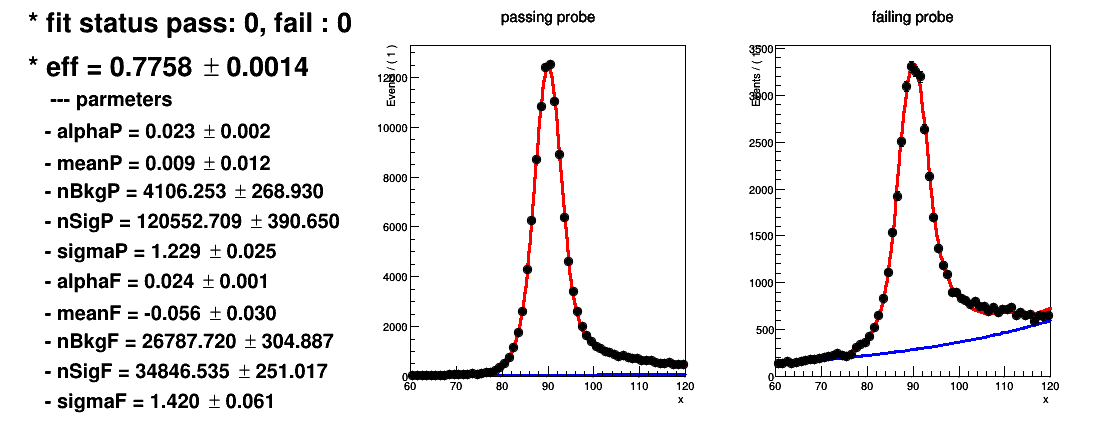 * fit status pass: 0, fail : 0
* eff = 0.7758 ± 0.0014
--- parmeters
- alphaP = 0.023 ± 0.002
- meanP = 0.009 ± 0.012
- nBkgP = 4106.253 ± 268.930
- nSigP = 120552.709 ± 390.650
- sigmaP = 1.229 ± 0.025
- alphaF = 0.024 ± 0.001
- meanF = -0.056 ± 0.030
- nBkgF = 26787.720 ± 304.887
- nSigF = 34846.535 ± 251.017
- sigmaF = 1.420 ± 0.061
passing probe
Events / ( 1 )
12000
10000
8000
6000
4000
2000
0
60 70 80 90 100 110 120
x
failing probe
Events / ( 1 )
3500
3000
2500
2000
1500
1000
500
0
60 70 80 90 100 110 120
x